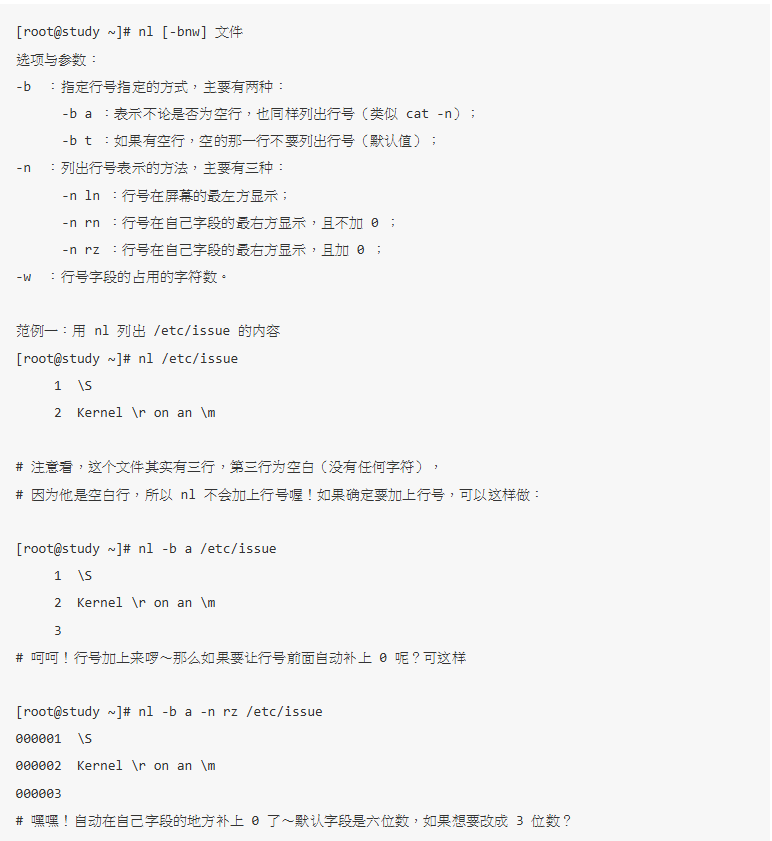 [root@study ~]# nl [-bnw] 文件
选项与参数：
-b  ：指定行号指定的方式，主要有两种：
      -b a ：表示不论是否为空行，也同样列出行号（类似 cat -n）；
      -b t ：如果有空行，空的那一行不要列出行号（默认值）；
-n  ：列出行号表示的方法，主要有三种：
      -n ln ：行号在屏幕的最左方显示；
      -n rn ：行号在自己字段的最右方显示，且不加 0 ；
      -n rz ：行号在自己字段的最右方显示，且加 0 ；
-w  ：行号字段的占用的字符数。
范例一：用 nl 列出 /etc/issue 的内容
[root@study ~]# nl /etc/issue
     1  \S
     2  Kernel \r on an \m
# 注意看，这个文件其实有三行，第三行为空白（没有任何字符），
# 因为他是空白行，所以 nl 不会加上行号喔！如果确定要加上行号，可以这样做：
[root@study ~]# nl -b a /etc/issue
     1  \S
     2  Kernel \r on an \m
     3
# 呵呵！行号加上来啰～那么如果要让行号前面自动补上 0 呢？可这样
[root@study ~]# nl -b a -n rz /etc/issue
000001  \S
000002  Kernel \r on an \m
000003
# 嘿嘿！自动在自己字段的地方补上 0 了～默认字段是六位数，如果想要改成 3 位数？